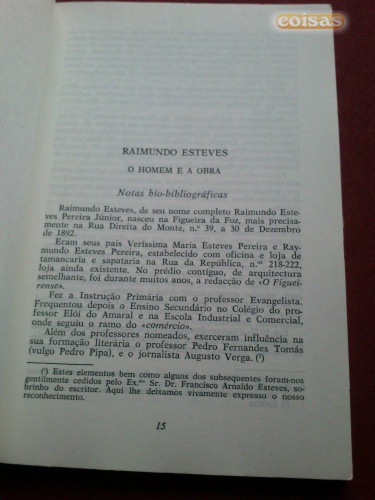 coisas
RAIMUNDO ESTEVES
O HOMEM E A OBRA
Notas bio-bibliográficas
Raimundo Esteves, de seu nome completo Raimundo Este-
ves Pereira Júnior, nasceu na Figueira da Foz, mais precisa-
mente na Rua Direita do Monte, n.º 39, a 30 de Dezembro
de 1892.
Eram seus pais Veríssima Maria Esteves Pereira e Ray-
mundo Esteves Pereira, estabelecido com oficina e loja de
tamancaria e sapataria na Rua da República, n.ºˢ 218-222,
loja ainda existente. No prédio contíguo, de arquitectura
semelhante, foi durante muitos anos, a redacção de «O Figuei-
rense».
Fez a Instrução Primária com o professor Evangelista.
Frequentou depois o Ensino Secundário no Colégio do pro-
fessor Elói do Amaral e na Escola Industrial e Comercial,
onde seguiu o ramo do «comércio».
Além dos professores nomeados, exerceram influência na
sua formação literária o professor Pedro Fernandes Tomás
(vulgo Pedro Pipa), e o jornalista Augusto Verga. (¹)
(¹) Estes elementos bem como alguns dos subsequentes foram-nos
gentilmente cedidos pelo Ex.ᵐᵒ Sr. Dr. Francisco Arnaldo Esteves, so-
brinho do escritor. Aqui lhe deixamos vivamente expresso o nosso
reconhecimento.
15